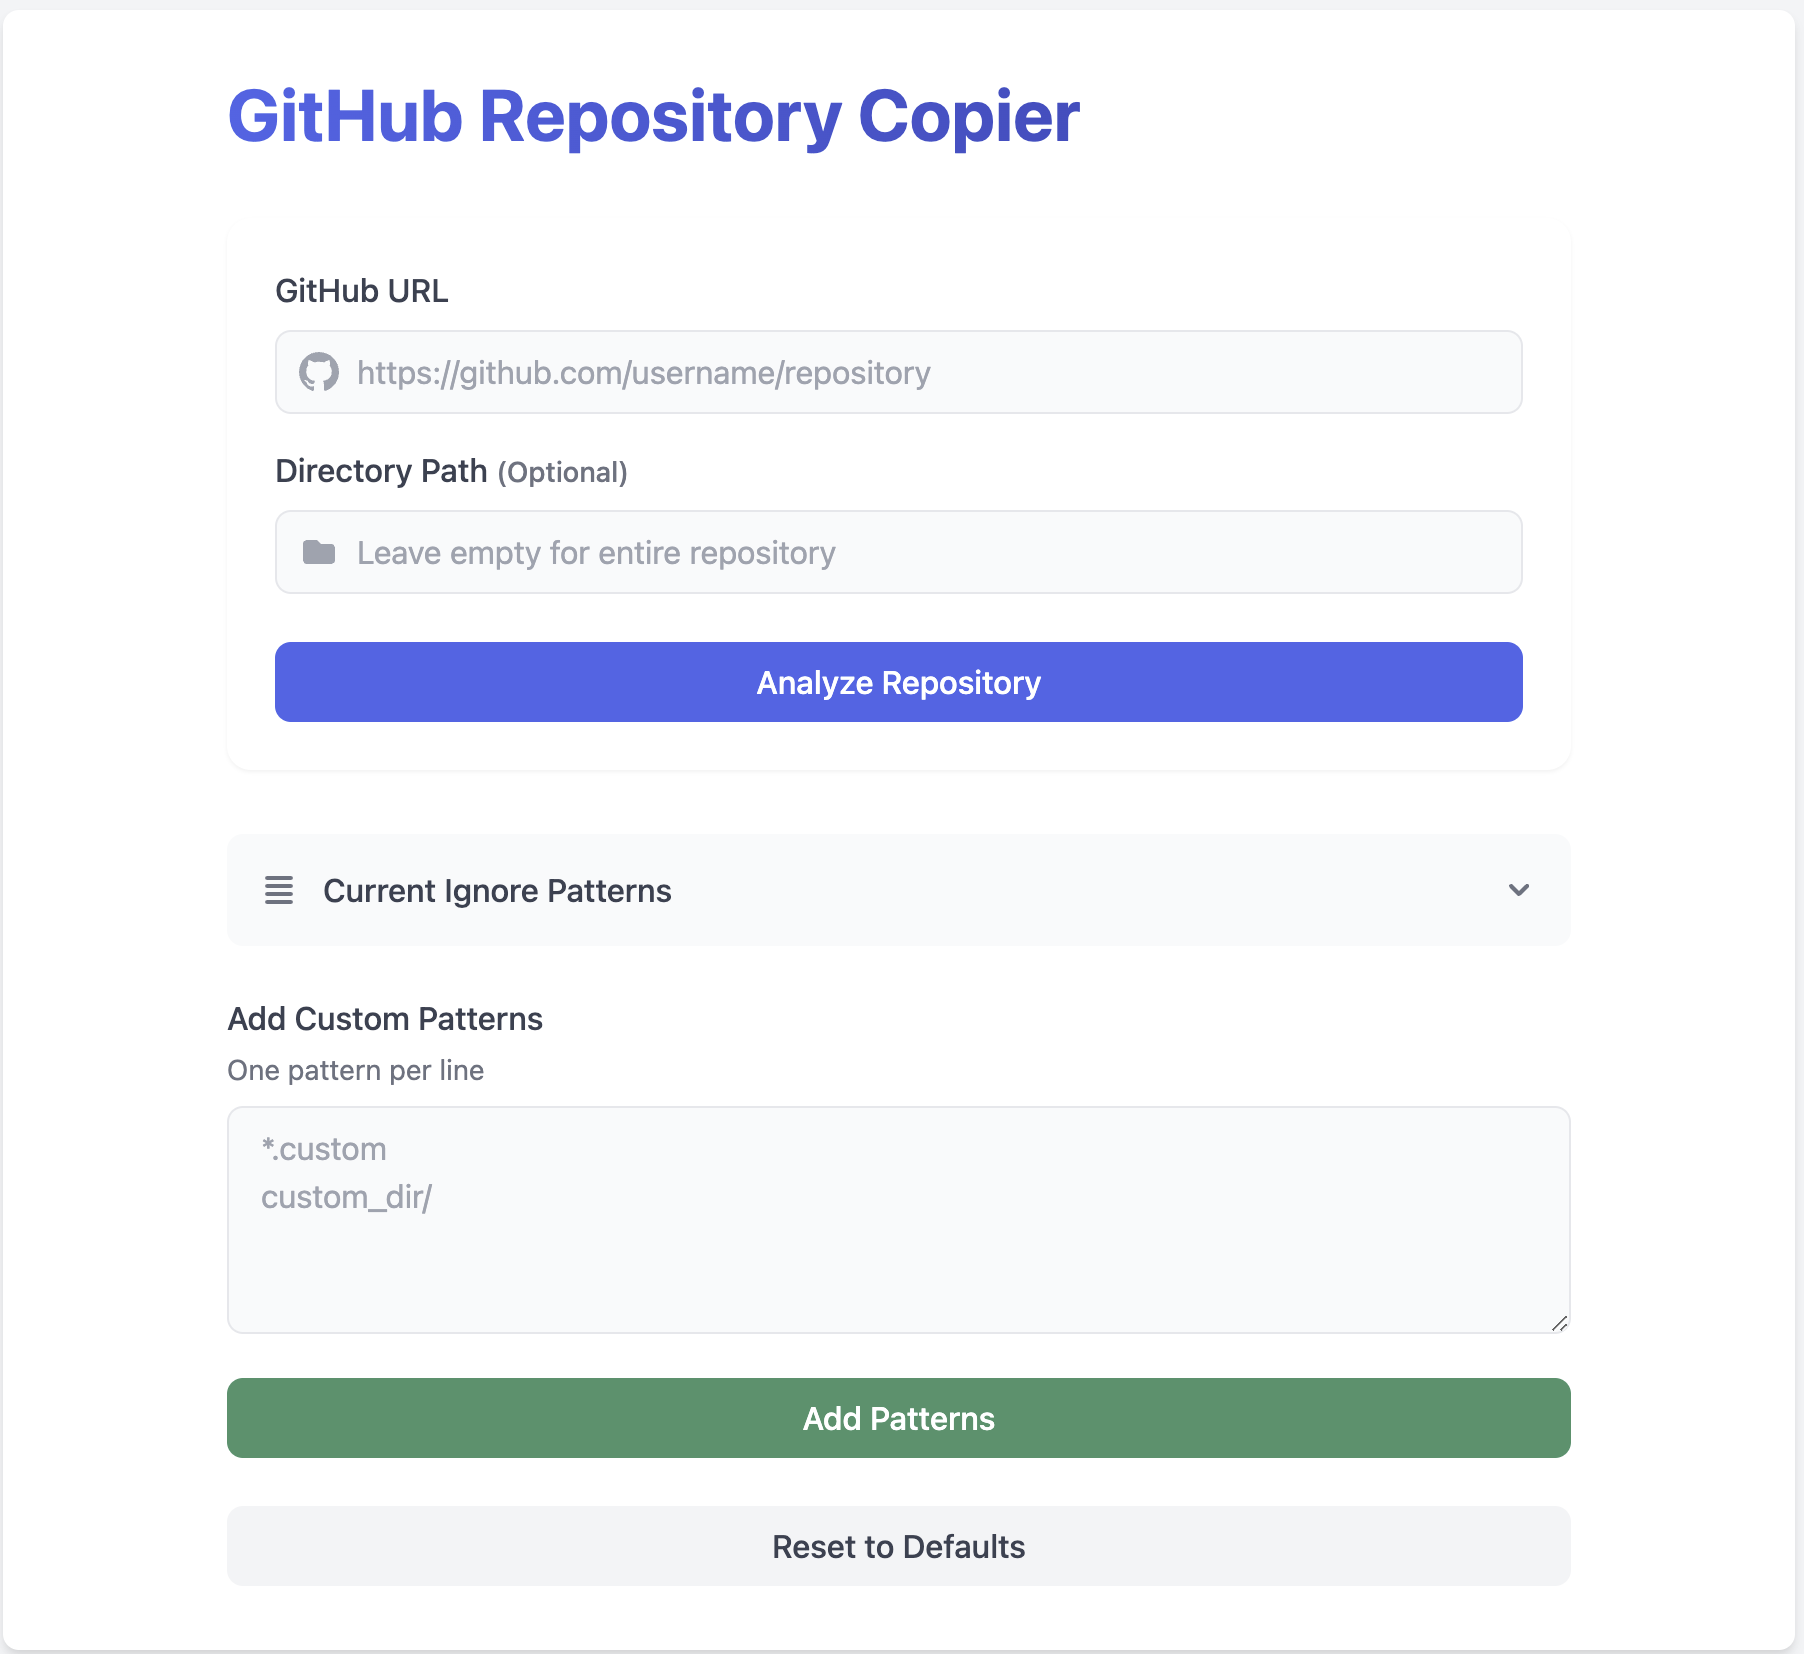 GitHub Repository Copier
GitHub URL
https://github.com/username/repository
Directory Path (Optional)
Leave empty for entire repository
Analyze Repository
Current Ignore Patterns
Add Custom Patterns
One pattern per line
*.custom
custom_dir/
Add Patterns
Reset to Defaults